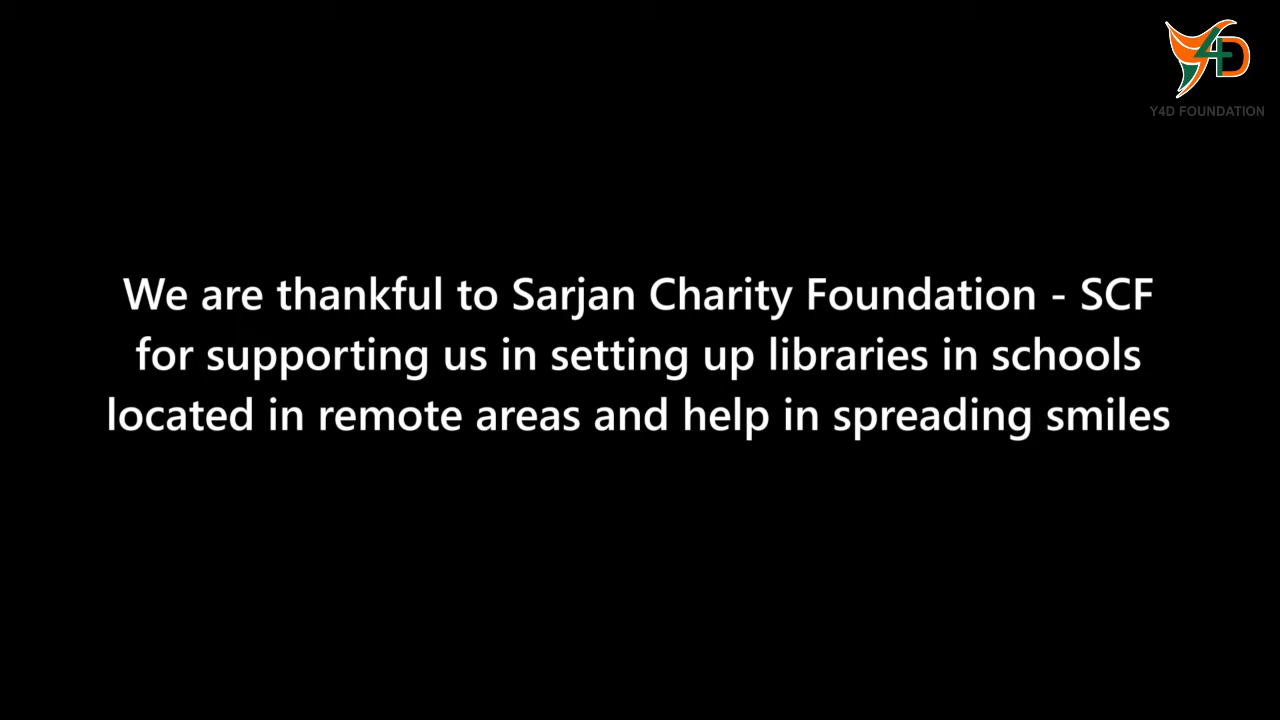 Y4D
Y4D FOUNDATION
We are thankful to Sarjan Charity Foundation - SCF
for supporting us in setting up libraries in schools
located in remote areas and help in spreading smiles